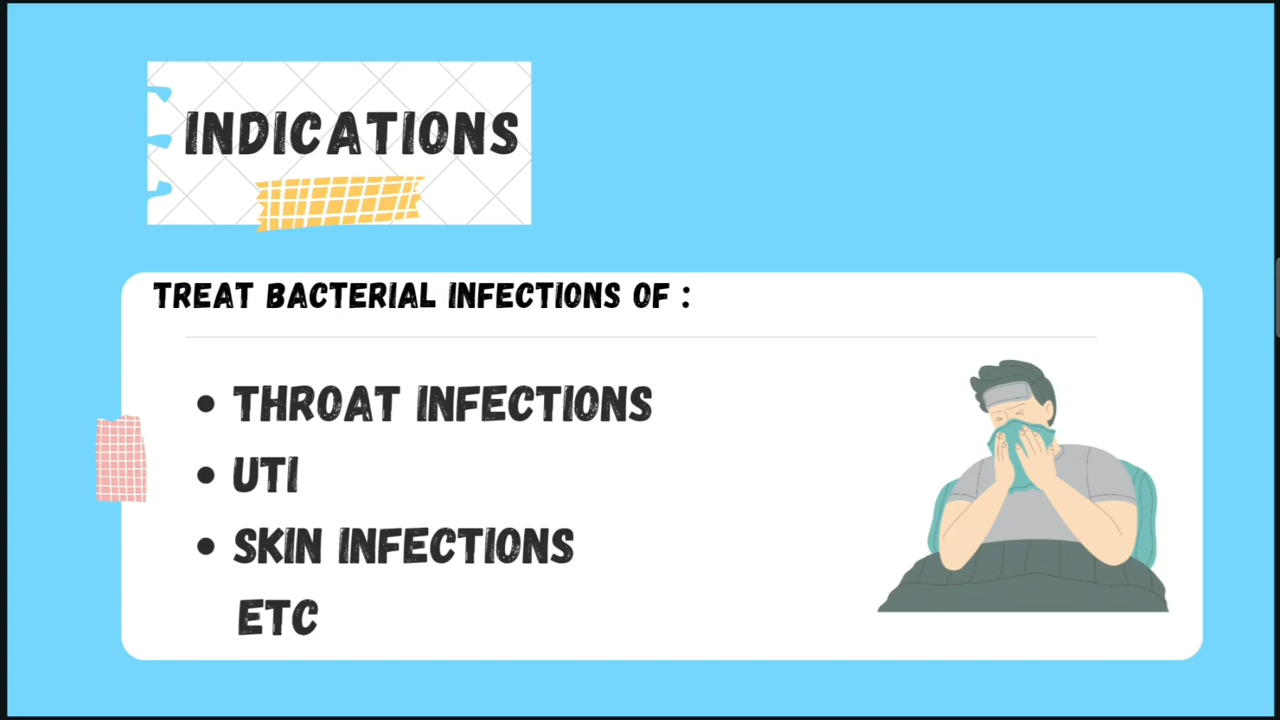 INDICATIONS
TREAT BACTERIAL INFECTIONS OF :
• THROAT INFECTIONS
• UTI
• SKIN INFECTIONS
ETC